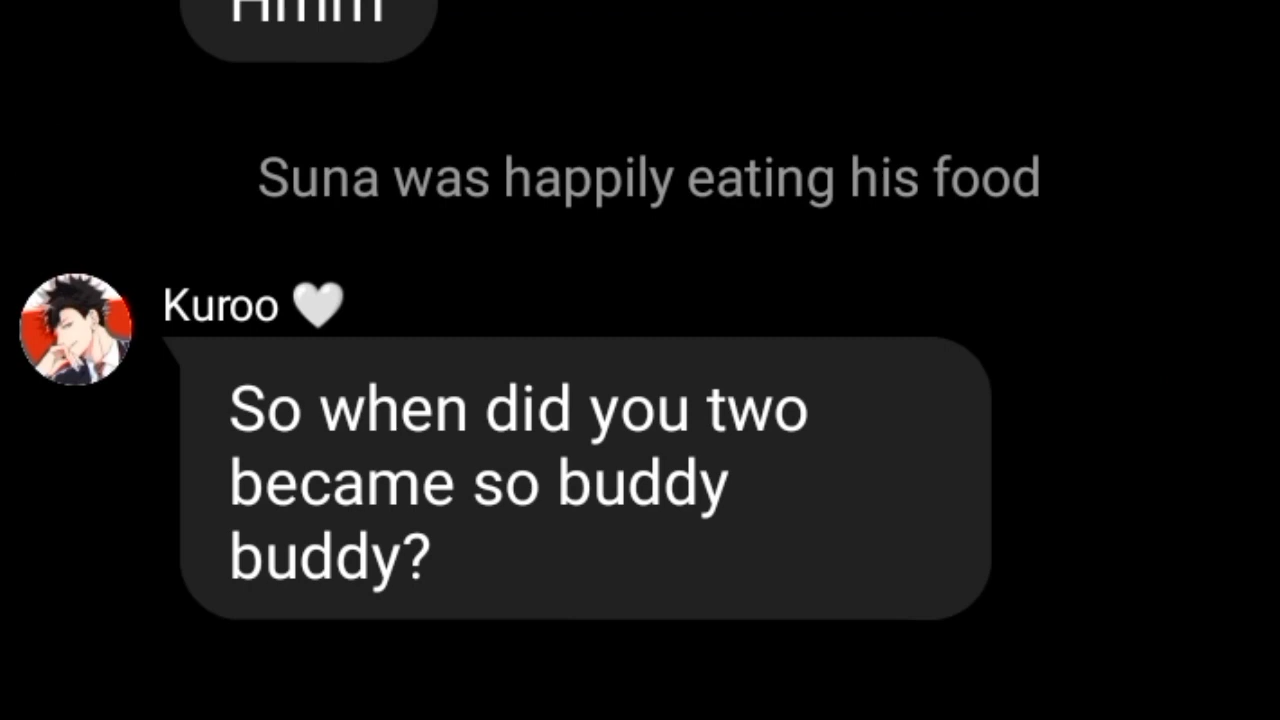 Hmm
Suna was happily eating his food
Kuroo 🤍
So when did you two
became so buddy
buddy?